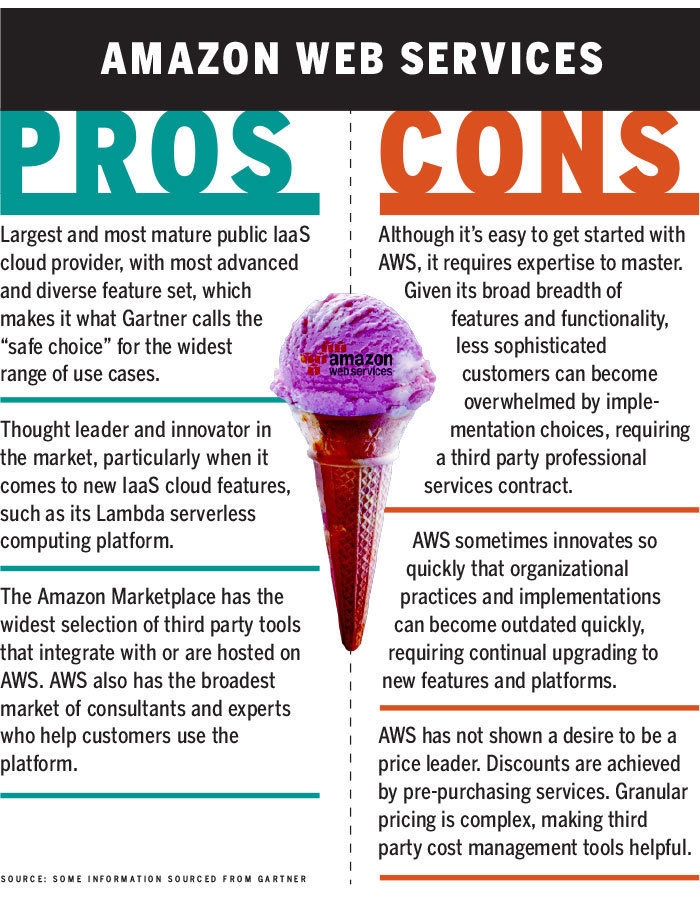 AMAZON WEB SERVICES
PROS
Largest and most mature public IaaS
cloud provider, with most advanced
and diverse feature set, which
makes it what Gartner calls the
“safe choice” for the widest
range of use cases.
Thought leader and innovator in
the market, particularly when it
comes to new IaaS cloud features,
such as its Lambda serverless
computing platform.
The Amazon Marketplace has the
widest selection of third party tools
that integrate with or are hosted on
AWS. AWS also has the broadest
market of consultants and experts
who help customers use the
platform.
SOURCE: SOME INFORMATION SOURCED FROM GARTNER
amazon
webservices
CONS
Although it’s easy to get started with
AWS, it requires expertise to master.
Given its broad breadth of
features and functionality,
less sophisticated
customers can become
overwhelmed by imple-
mentation choices, requiring
a third party professional
services contract.
AWS sometimes innovates so
quickly that organizational
practices and implementations
can become outdated quickly,
requiring continual upgrading to
new features and platforms.
AWS has not shown a desire to be a
price leader. Discounts are achieved
by pre-purchasing services. Granular
pricing is complex, making third
party cost management tools helpful.